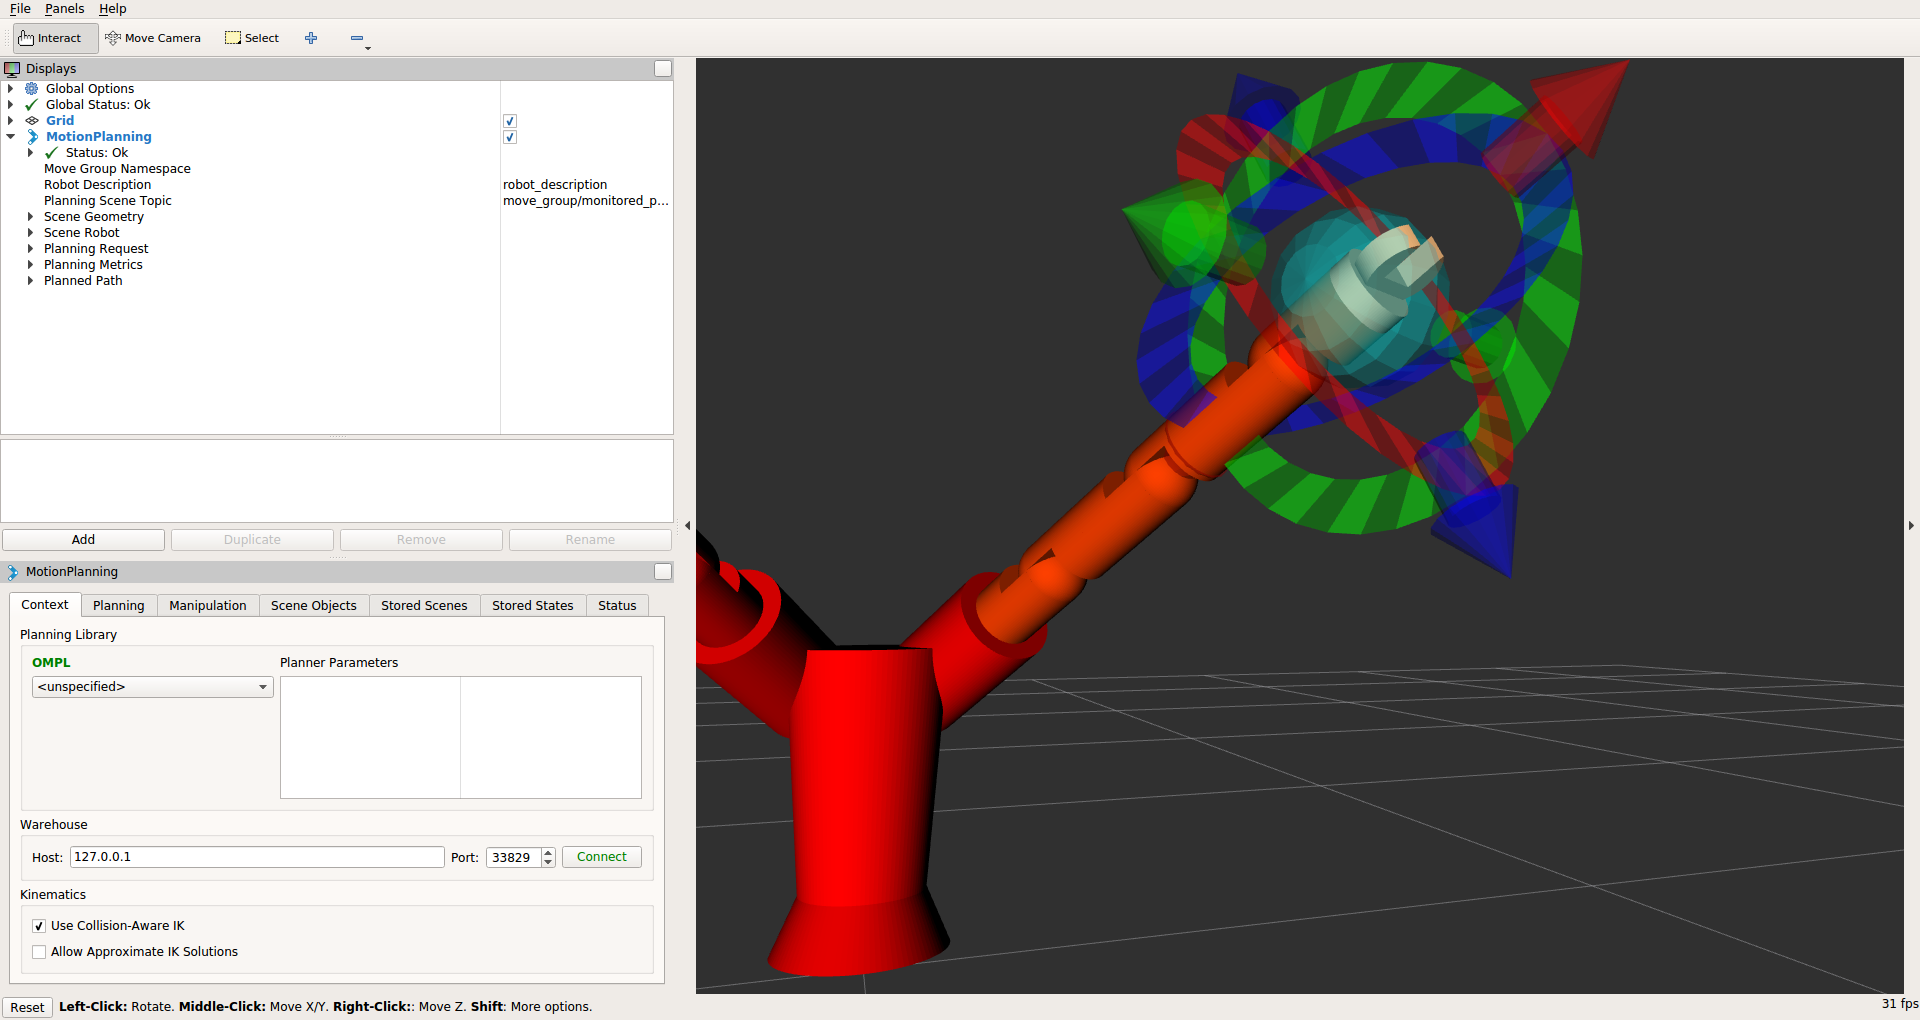 File Panels Help
Interact Move Camera Select
Displays
Global Options
Global Status: Ok
Grid
MotionPlanning
Status: Ok
Move Group Namespace
Robot Description robot_description
Planning Scene Topic move_group/monitored_p...
Scene Geometry
Scene Robot
Planning Request
Planning Metrics
Planned Path
Add Duplicate Remove Rename
MotionPlanning
Context Planning Manipulation Scene Objects Stored Scenes Stored States Status
Planning Library
OMPL Planner Parameters
<unspecified>
Warehouse
Host: 127.0.0.1 Port: 33829 Connect
Kinematics
Use Collision-Aware IK
Allow Approximate IK Solutions
Reset Left-Click: Rotate. Middle-Click: Move X/Y. Right-Click:: Move Z. Shift: More options. 31 fps